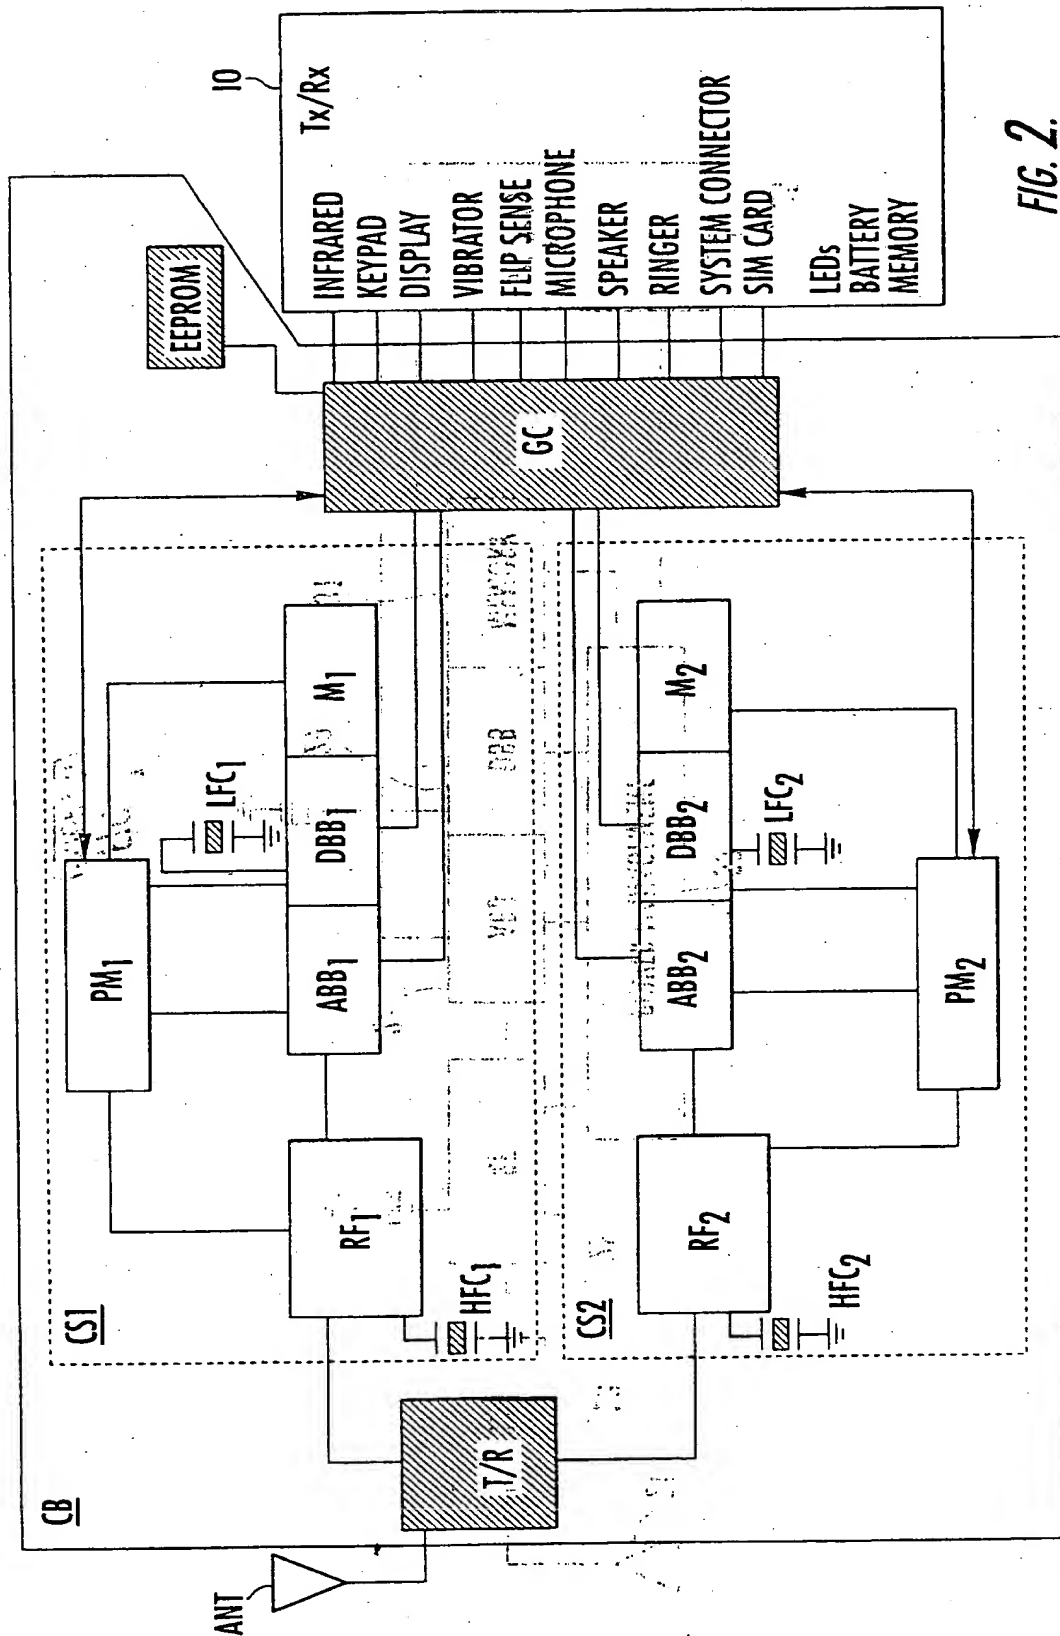 CB
ANT
T/R
CS1
HFC1
RF1
PM1
ABB1
DBB1
M1
LFC1
CS2
HFC2
RF2
PM2
ABB2
DBB2
M2
LFC2
EEPROM
GC
10
Tx/Rx
INFRARED
KEYPAD
DISPLAY
VIBRATOR
FLIP SENSE
MICROPHONE
SPEAKER
RINGER
SYSTEM CONNECTOR
SIM CARD
LEDs
BATTERY
MEMORY
FIG. 2.